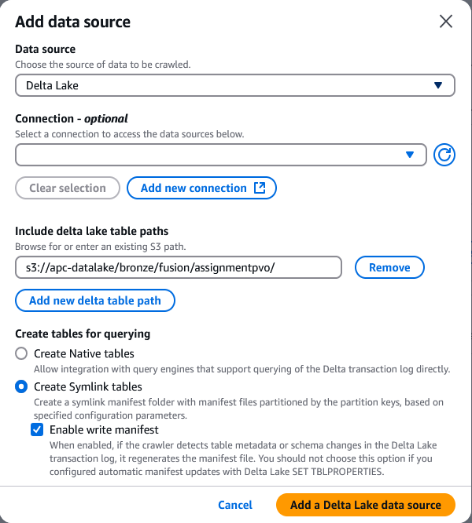 Add data source
Data source
Choose the source of data to be crawled.
Delta Lake
Connection - optional
Select a connection to access the data sources below.
Clear selection
Add new connection
Include delta lake table paths
Browse for or enter an existing S3 path.
s3://apc-datalake/bronze/fusion/assignmentpvo/
Remove
Add new delta table path
Create tables for querying
Create Native tables
Allow integration with query engines that support querying of the Delta transaction log directly.
Create Symlink tables
Create a symlink manifest folder with manifest files partitioned by the partition keys, based on
specified configuration parameters.
Enable write manifest
When enabled, if the crawler detects table metadata or schema changes in the Delta Lake
transaction log, it regenerates the manifest file. You should not choose this option if you
configured automatic manifest updates with Delta Lake SET TBLPROPERTIES.
Cancel
Add a Delta Lake data source